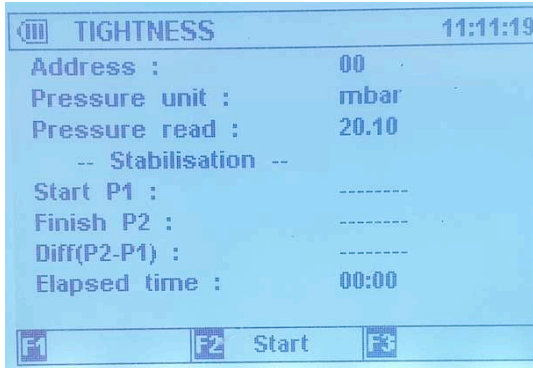 TIGHTNESS 11:11:19
Address : 00
Pressure unit : mbar
Pressure read : 20.10
-- Stabilisation --
Start P1 : --------
Finish P2 : --------
Diff(P2-P1) : --------
Elapsed time : 00:00
F1 F2 Start F3